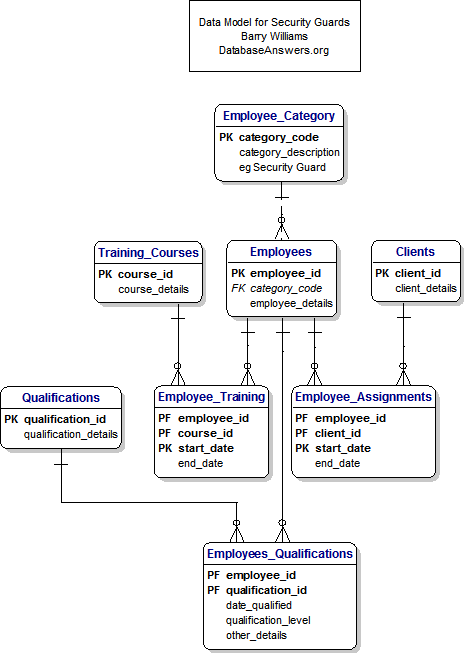 Data Model for Security Guards
Barry Williams
DatabaseAnswers.org
Employee_Category
PK category_code
category_description
eg Security Guard
Training_Courses
PK course_id
course_details
Employees
PK employee_id
FK category_code
employee_details
Clients
PK client_id
client_details
Qualifications
PK qualification_id
qualification_details
Employee_Training
PF employee_id
PF course_id
PK start_date
end_date
Employee_Assignments
PF employee_id
PF client_id
PK start_date
end_date
Employees_Qualifications
PF employee_id
PF qualification_id
date_qualified
qualification_level
other_details